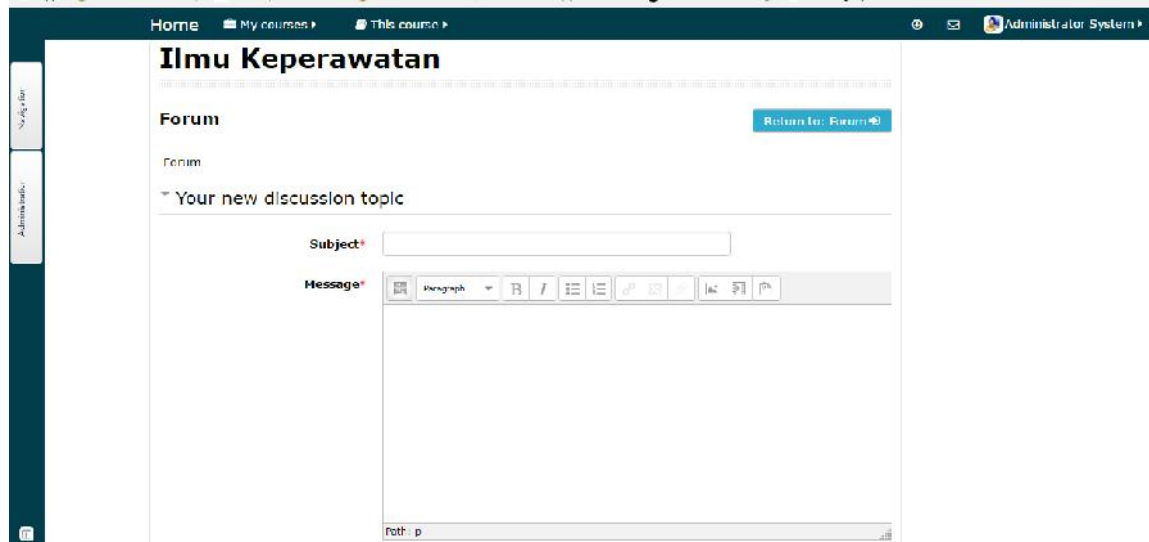 Home My courses This course Administrator System
Ilmu Keperawatan
Navigation
Forum
Return to: Forum
Forum
Administration
Your new discussion topic
Subject*
Message*
Paragraph B I
Path: p